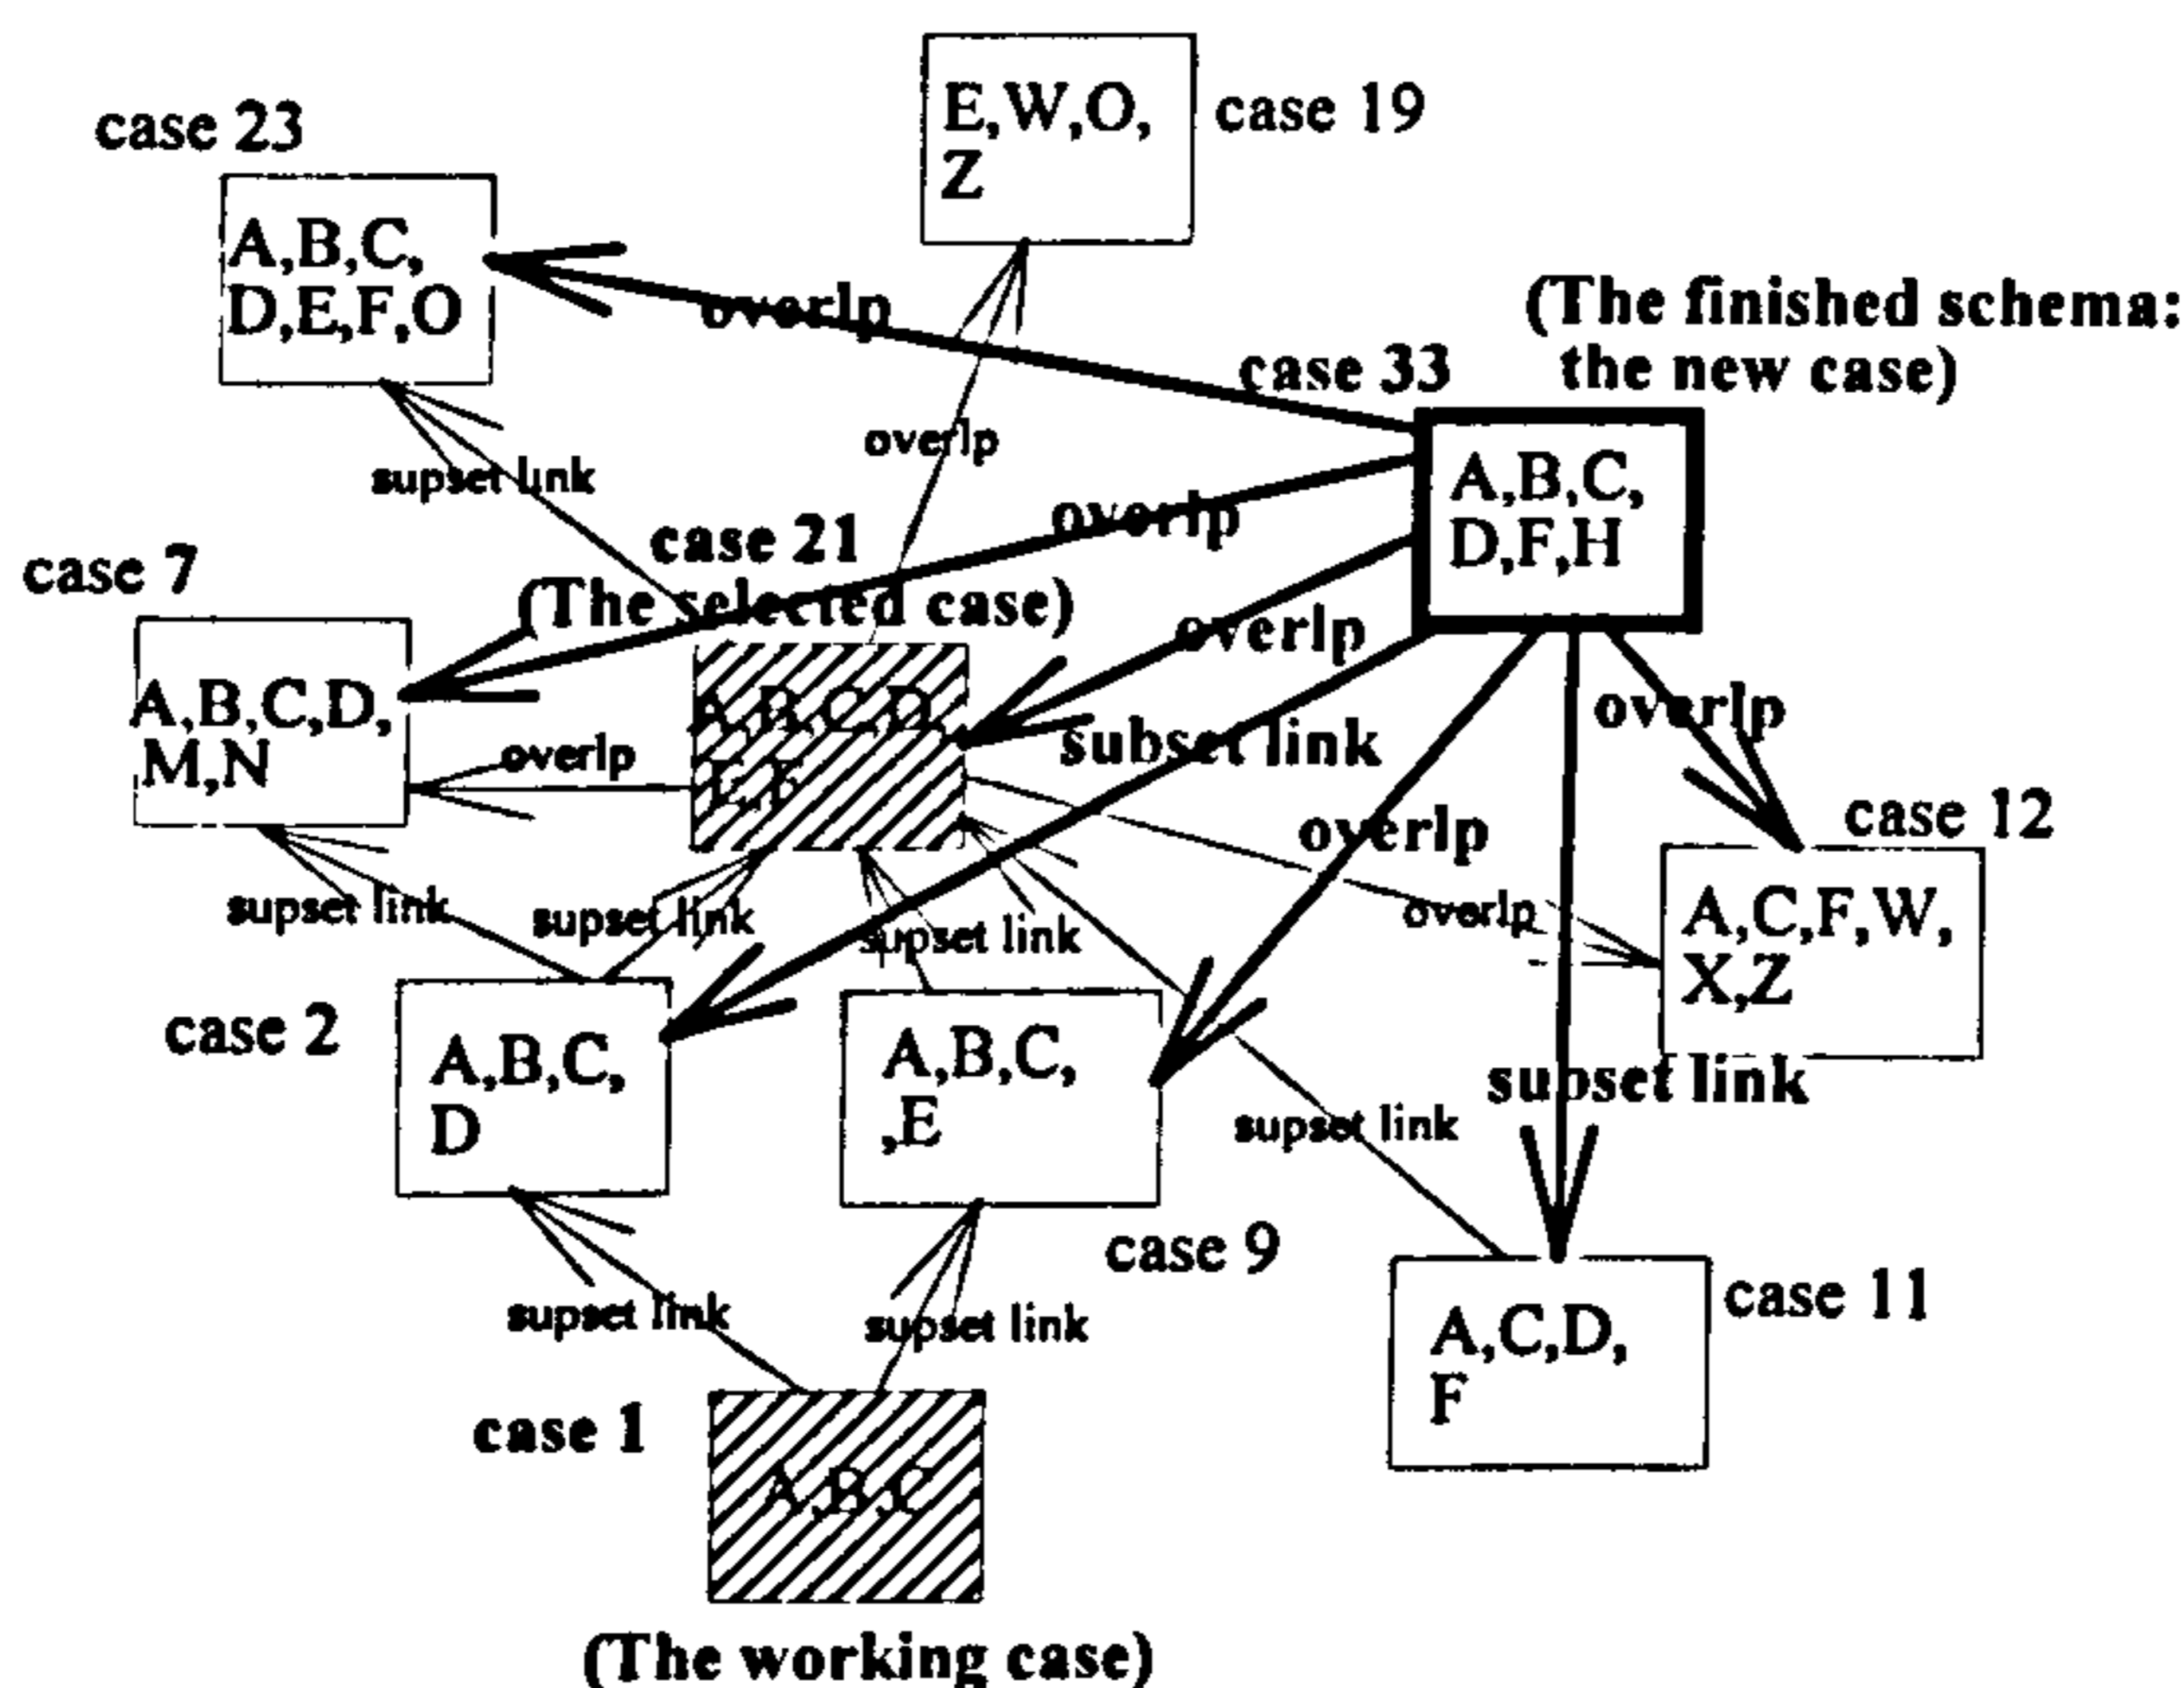 E,W,O,
Z
case 19
case 23
A,B,C,
D,E,F,O
overlp
(The finished schema:
the new case)
case 33
A,B,C,
D,F,H
overlp
supset link
overlp
case 21
(The selected case)
case 7
A,B,C,D,
M,N
overlp
A,B,C,D,
overlp
subset link
overlp
overlp
case 12
A,C,F,W,
X,Z
overlp
supset link
supset link
supset link
case 2
A,B,C,
D
A,B,C,
,E
subset link
supset link
case 9
case 11
A,C,D,
F
supset link
supset link
case 1
A,B,C
(The working case)